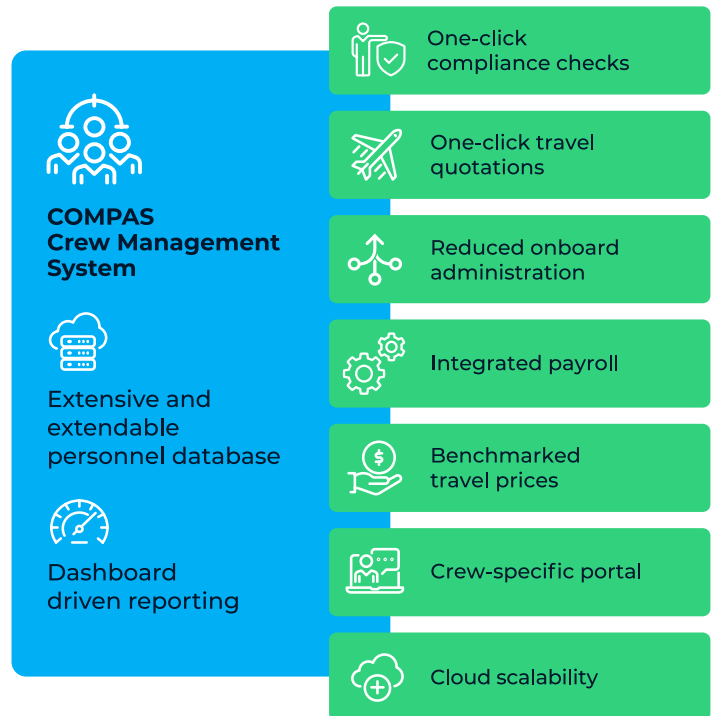 COMPAS
Crew Management
System
Extensive and
extendable
personnel database
Dashboard
driven reporting
One-click
compliance checks
One-click travel
quotations
Reduced onboard
administration
Integrated payroll
$
Benchmarked
travel prices
Crew-specific portal
Cloud scalability